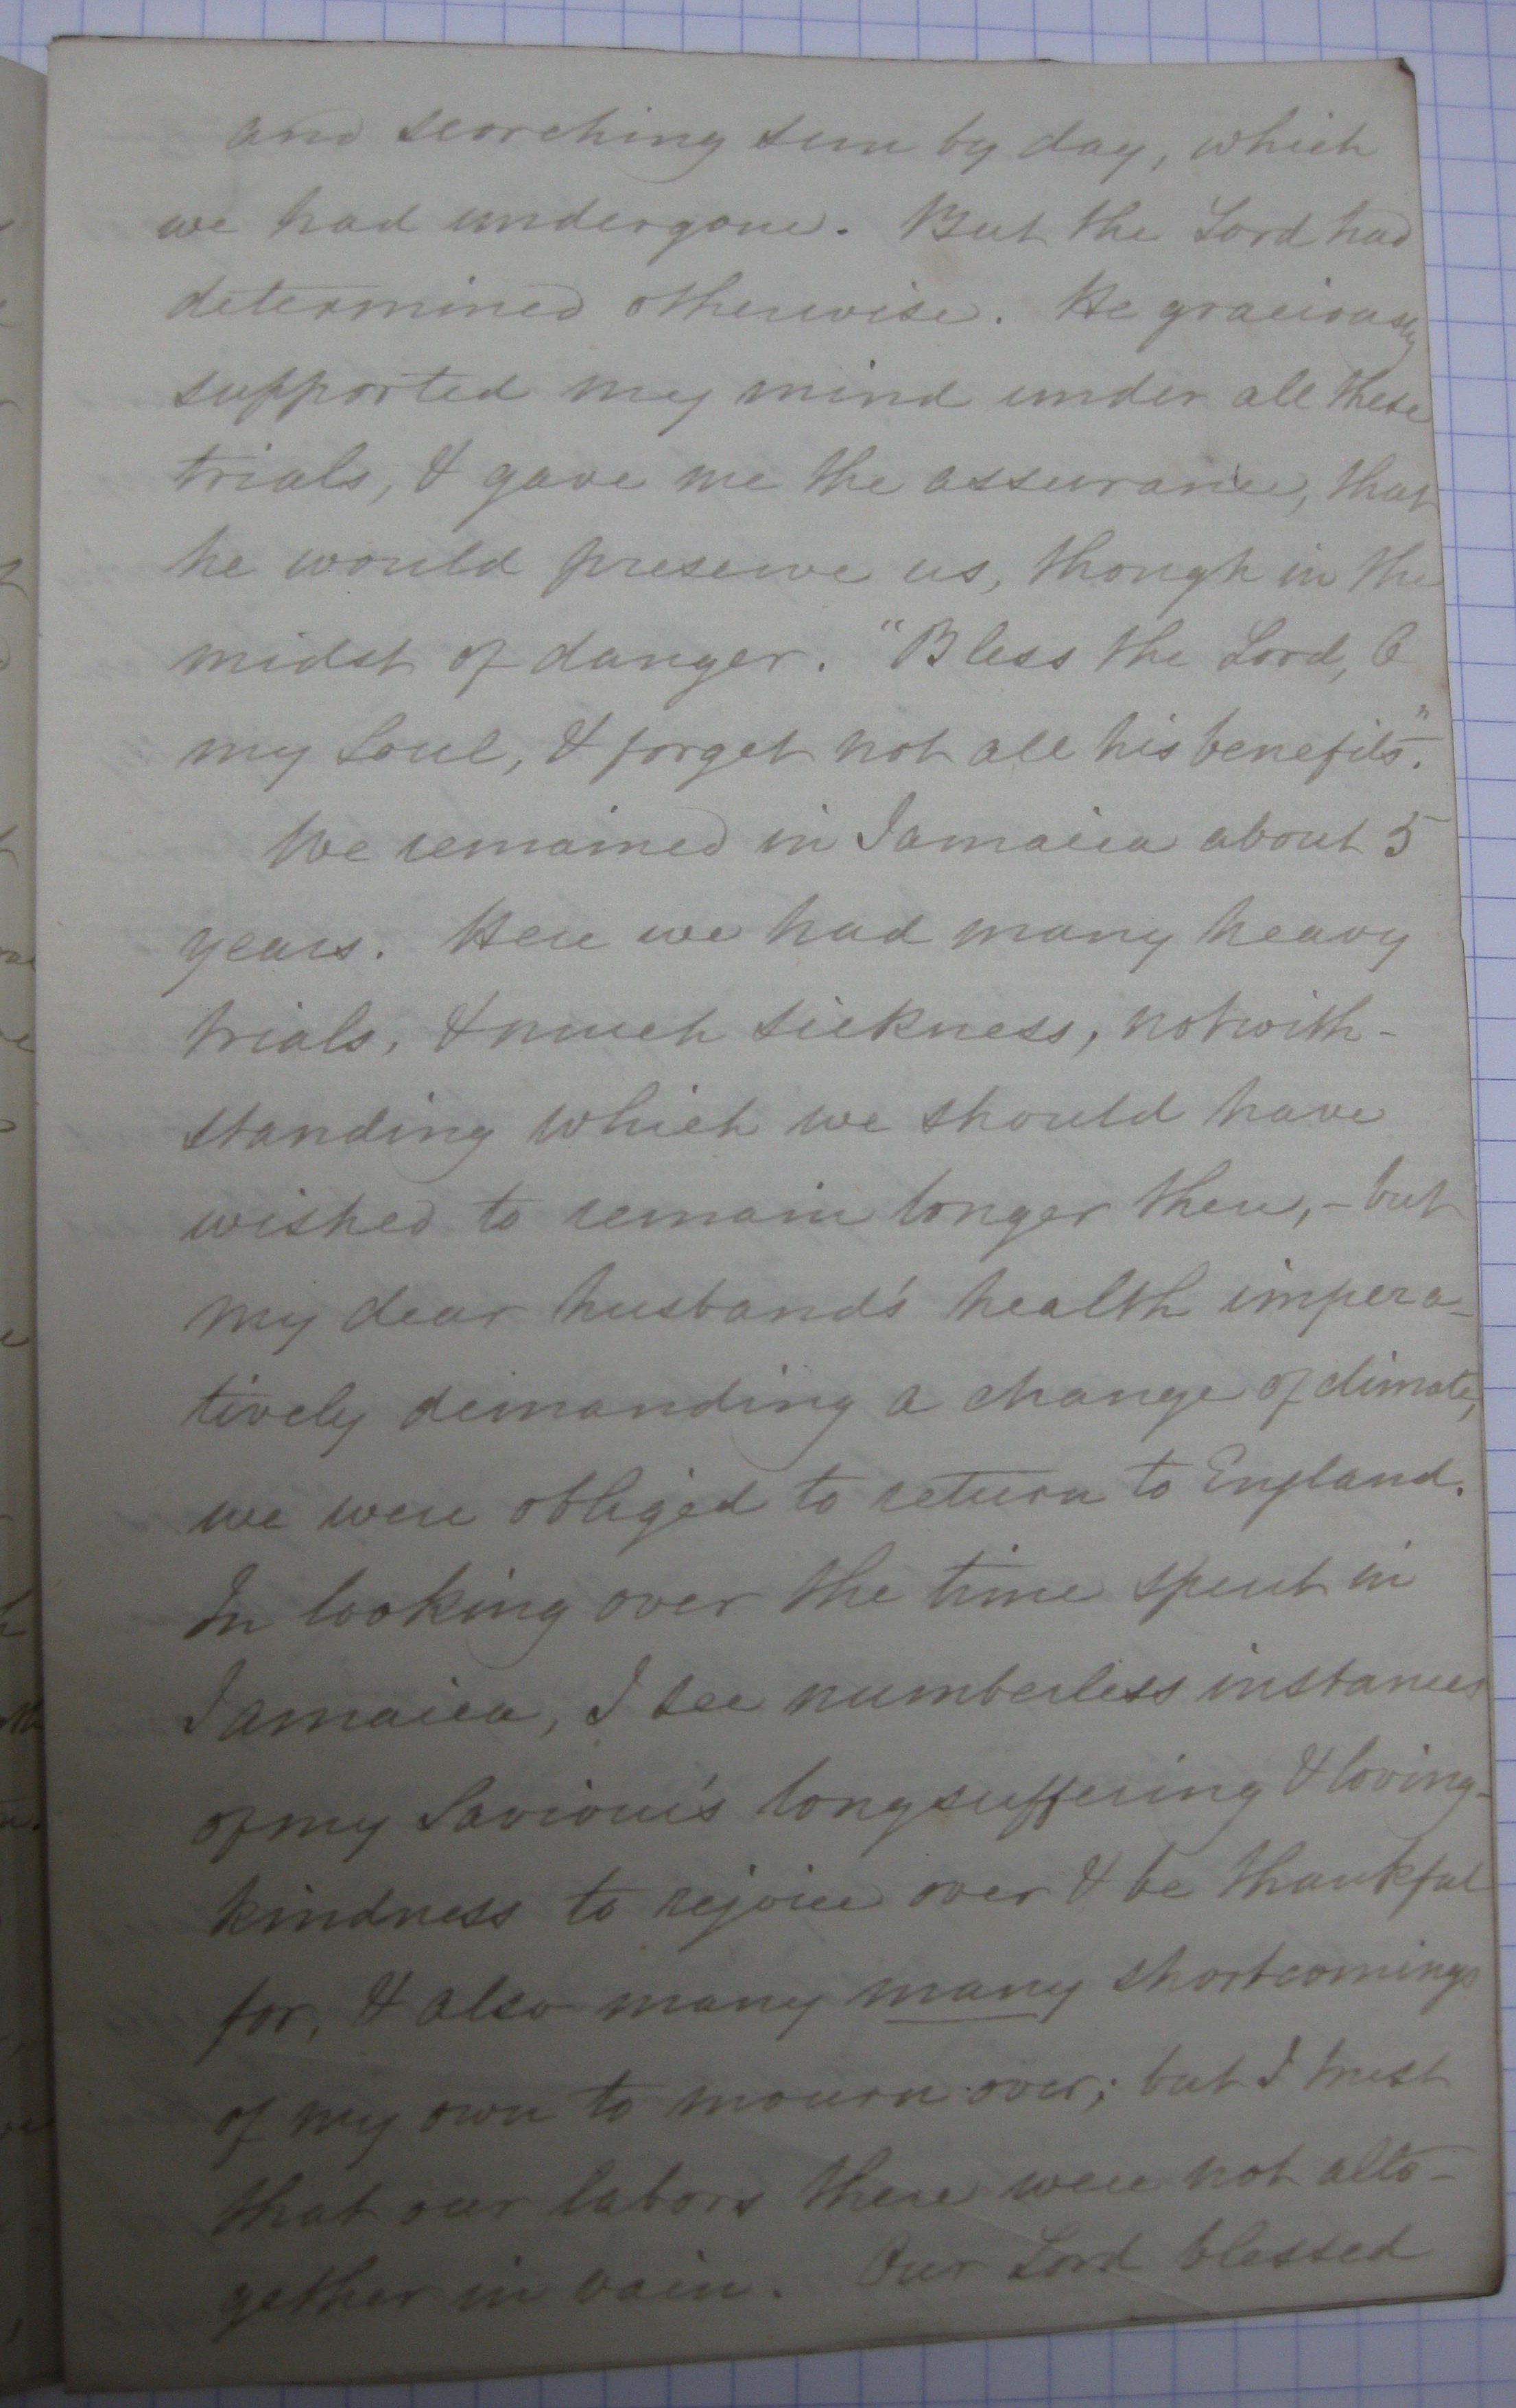 and scorching sun by day, which
we had undergone. But the Lord had
determined otherwise. He graciously
supported my mind under all these
trials, & gave me the assurance, that
he would preserve us, though in the
midst of danger. "Bless the Lord, O
my Soul, & forget not all his benefits."
We remained in Jamaica about 5
years. Here we had many heavy
trials, & much sickness, notwith-
standing which we should have
wished to remain longer there, - but
my dear husband's health impera-
tively demanding a change of climate,
we were obliged to return to England.
In looking over the time spent in
Jamaica, I see numberless instances
of my Saviour's longsuffering & loving-
kindness to rejoice over & be thankful
for, & also many many shortcomings
of my own to mourn over; but I trust
that our labors there were not alto-
gether in vain. Our Lord blessed